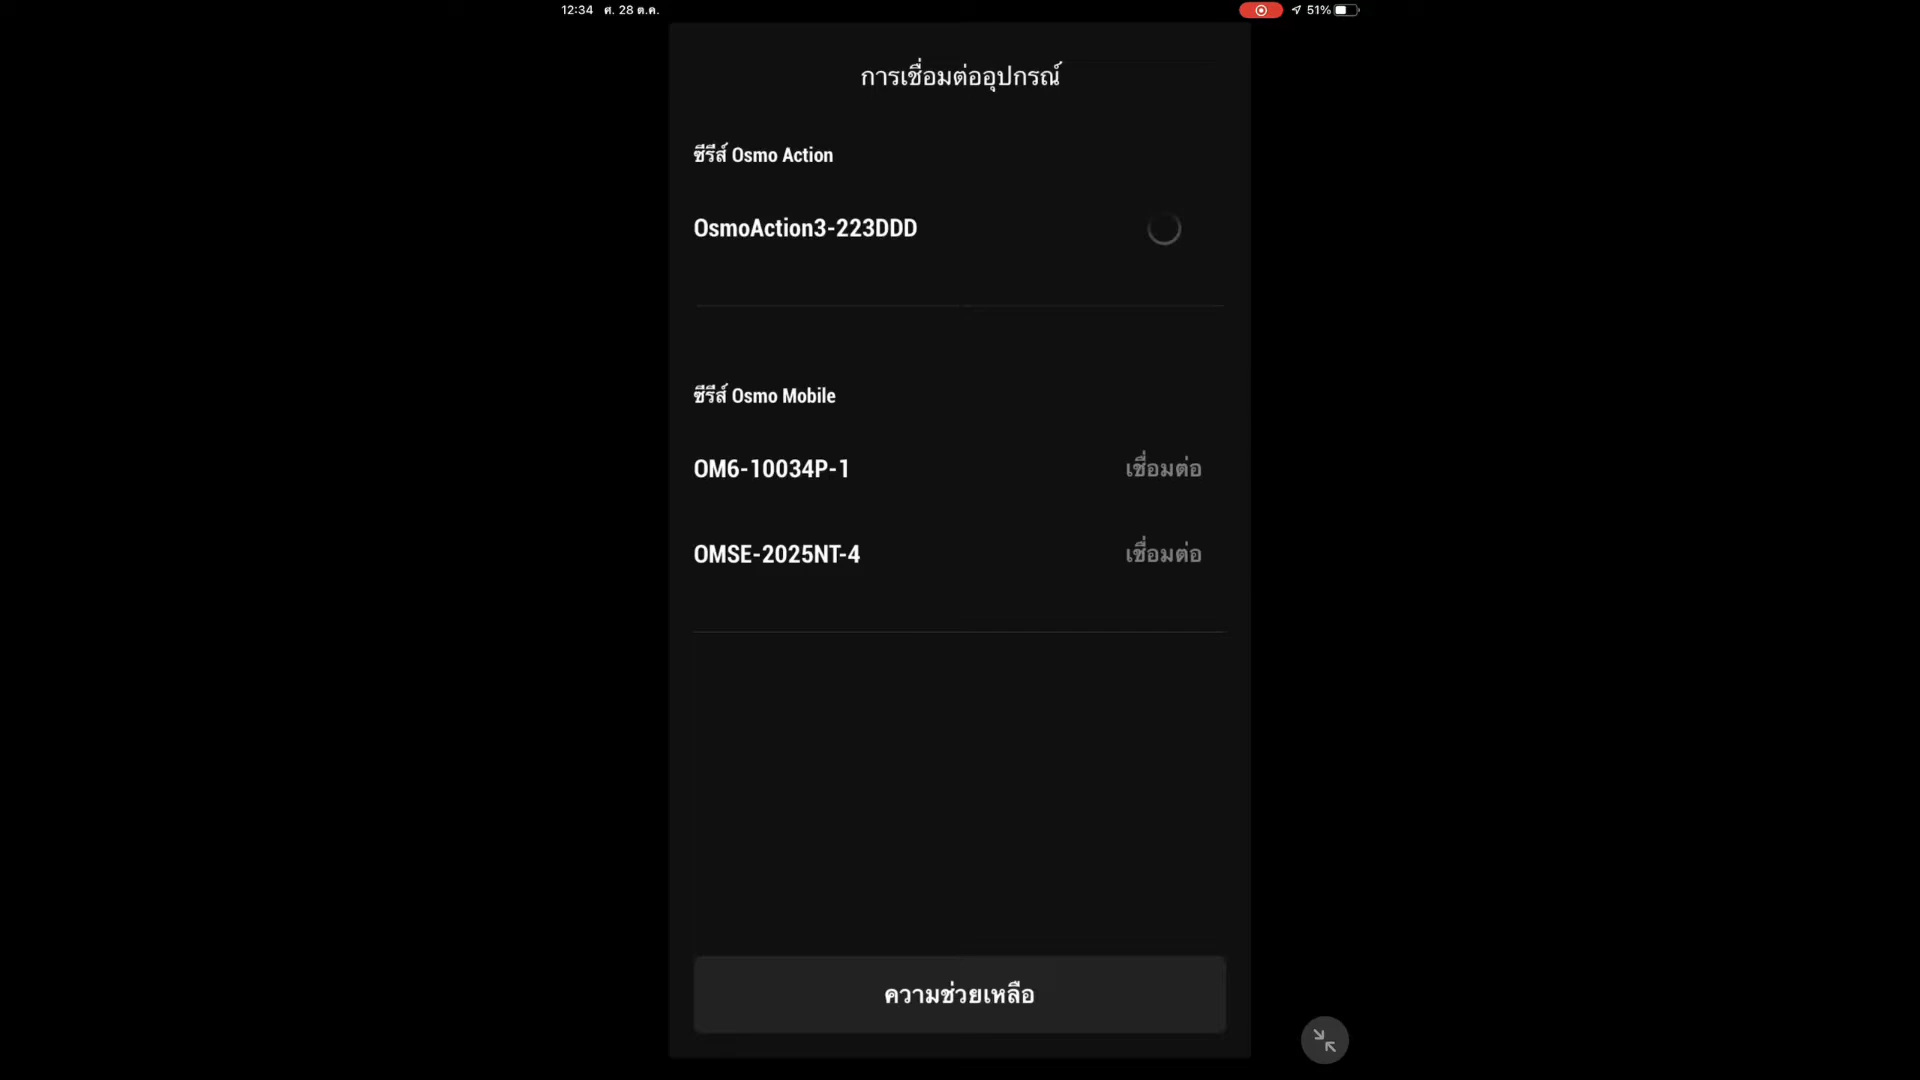 12:34 ศ. 28 ต.ค.
51%
การเชื่อมต่ออุปกรณ์
ซีรีส์ Osmo Action
OsmoAction3-223DDD
ซีรีส์ Osmo Mobile
OM6-10034P-1 เชื่อมต่อ
OMSE-2025NT-4 เชื่อมต่อ
ความช่วยเหลือ